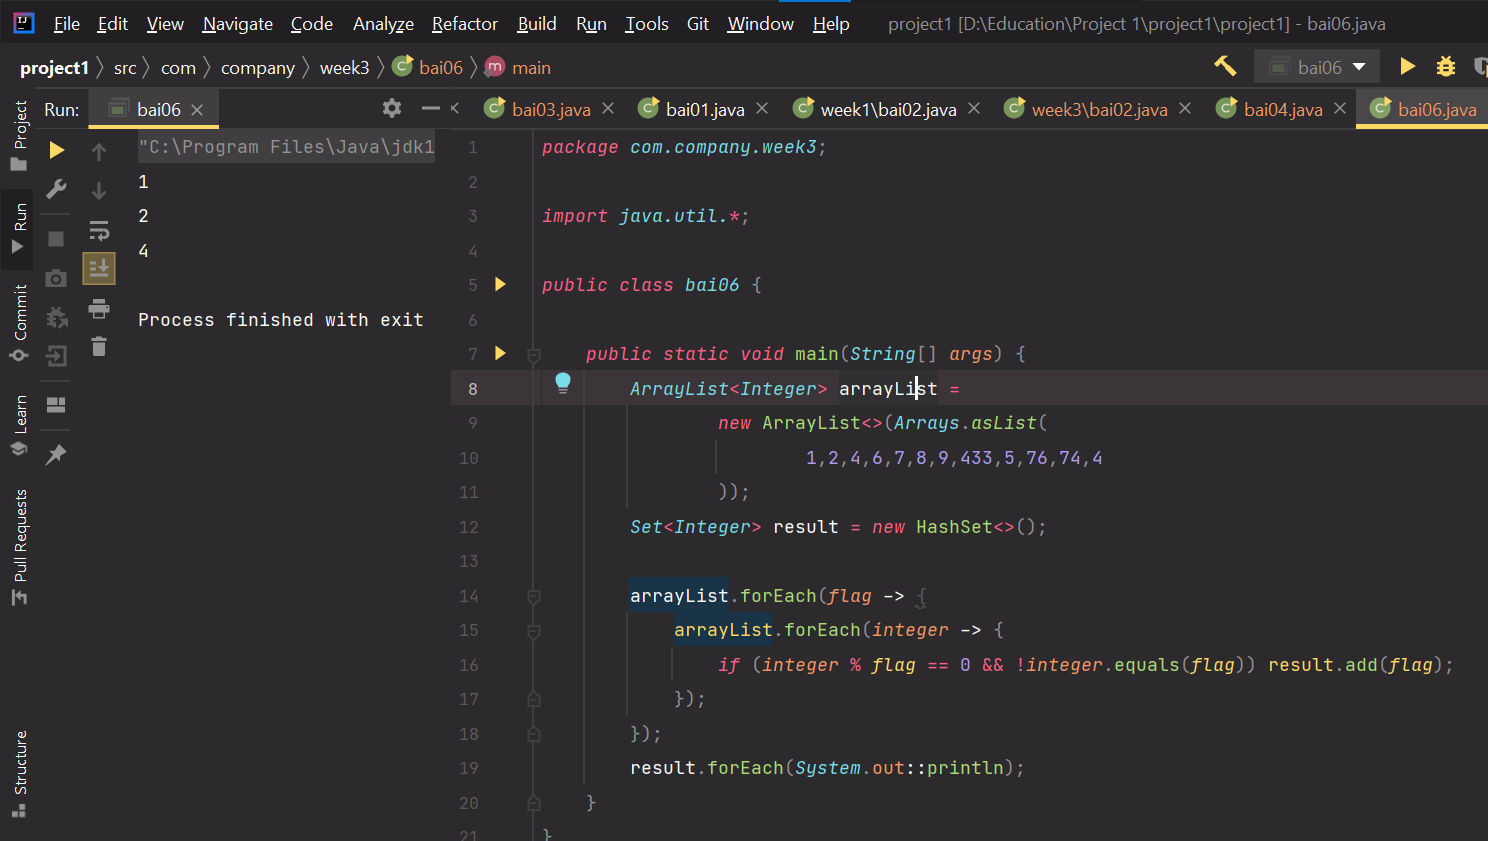 File Edit View Navigate Code Analyze Refactor Build Run Tools Git Window Help project1 [D:\Education\Project 1\project1\project1] - bai06.java
project1 src com company week3 bai06 main bai06
Run: bai06 bai03.java bai01.java week1\bai02.java week3\bai02.java bai04.java bai06.java
Project
Run
Commit
Learn
Pull Requests
Structure
"C:\Program Files\Java\jdk1
1
2
4
Process finished with exit
1 package com.company.week3;
2
3 import java.util.*;
4
5 public class bai06 {
6
7 public static void main(String[] args) {
8 ArrayList<Integer> arrayList =
9 new ArrayList<>(Arrays.asList(
10 1,2,4,6,7,8,9,433,5,76,74,4
11 ));
12 Set<Integer> result = new HashSet<>();
13
14 arrayList.forEach(flag -> {
15 arrayList.forEach(integer -> {
16 if (integer % flag == 0 && !integer.equals(flag)) result.add(flag);
17 });
18 });
19 result.forEach(System.out::println);
20 }
21 }